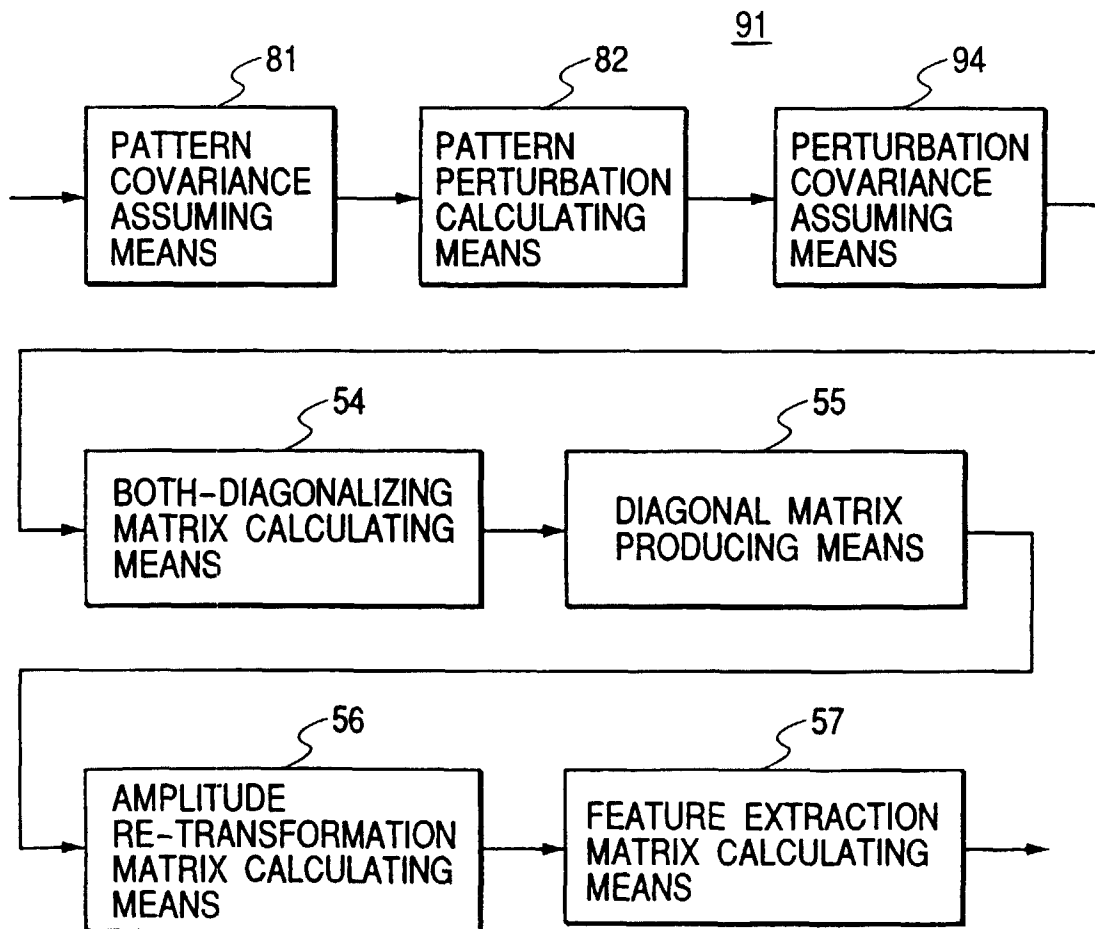 91
81
82
94
PATTERN
COVARIANCE
ASSUMING
MEANS
PATTERN
PERTURBATION
CALCULATING
MEANS
PERTURBATION
COVARIANCE
ASSUMING
MEANS
54
55
BOTH-DIAGONALIZING
MATRIX CALCULATING
MEANS
DIAGONAL MATRIX
PRODUCING MEANS
56
57
AMPLITUDE
RE-TRANSFORMATION
MATRIX CALCULATING
MEANS
FEATURE EXTRACTION
MATRIX CALCULATING
MEANS